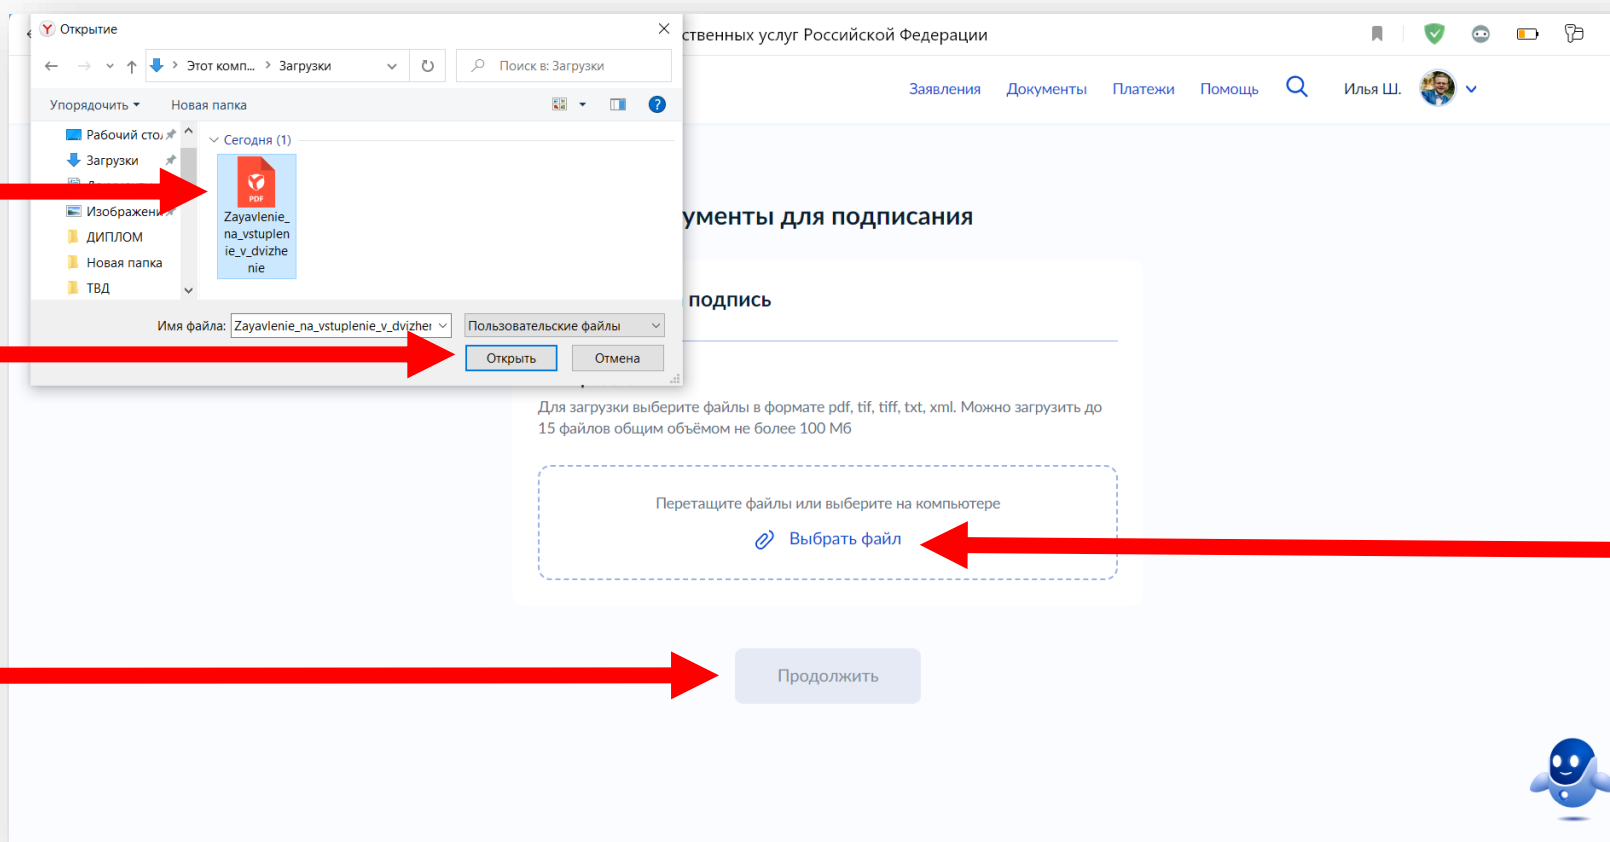 Открытие
ственных услуг Российской Федерации
Этот комп... > Загрузки
Поиск в: Загрузки
Заявления Документы Платежи Помощь Илья Ш.
Упорядочить Новая папка
Рабочий сто
Сегодня (1)
Загрузки
PDF
Изображени
Zayavlenie_
na_vstuplen
ie_v_dvizhe
nie
ДИПЛОМ
Новая папка
ТВД
ументы для подписания
подпись
Имя файла: Zayavlenie_na_vstuplenie_v_dvizhe
Пользовательские файлы
Открыть Отмена
Для загрузки выберите файлы в формате pdf, tif, tiff, txt, xml. Можно загрузить до
15 файлов общим объёмом не более 100 Мб
Перетащите файлы или выберите на компьютере
Выбрать файл
Продолжить